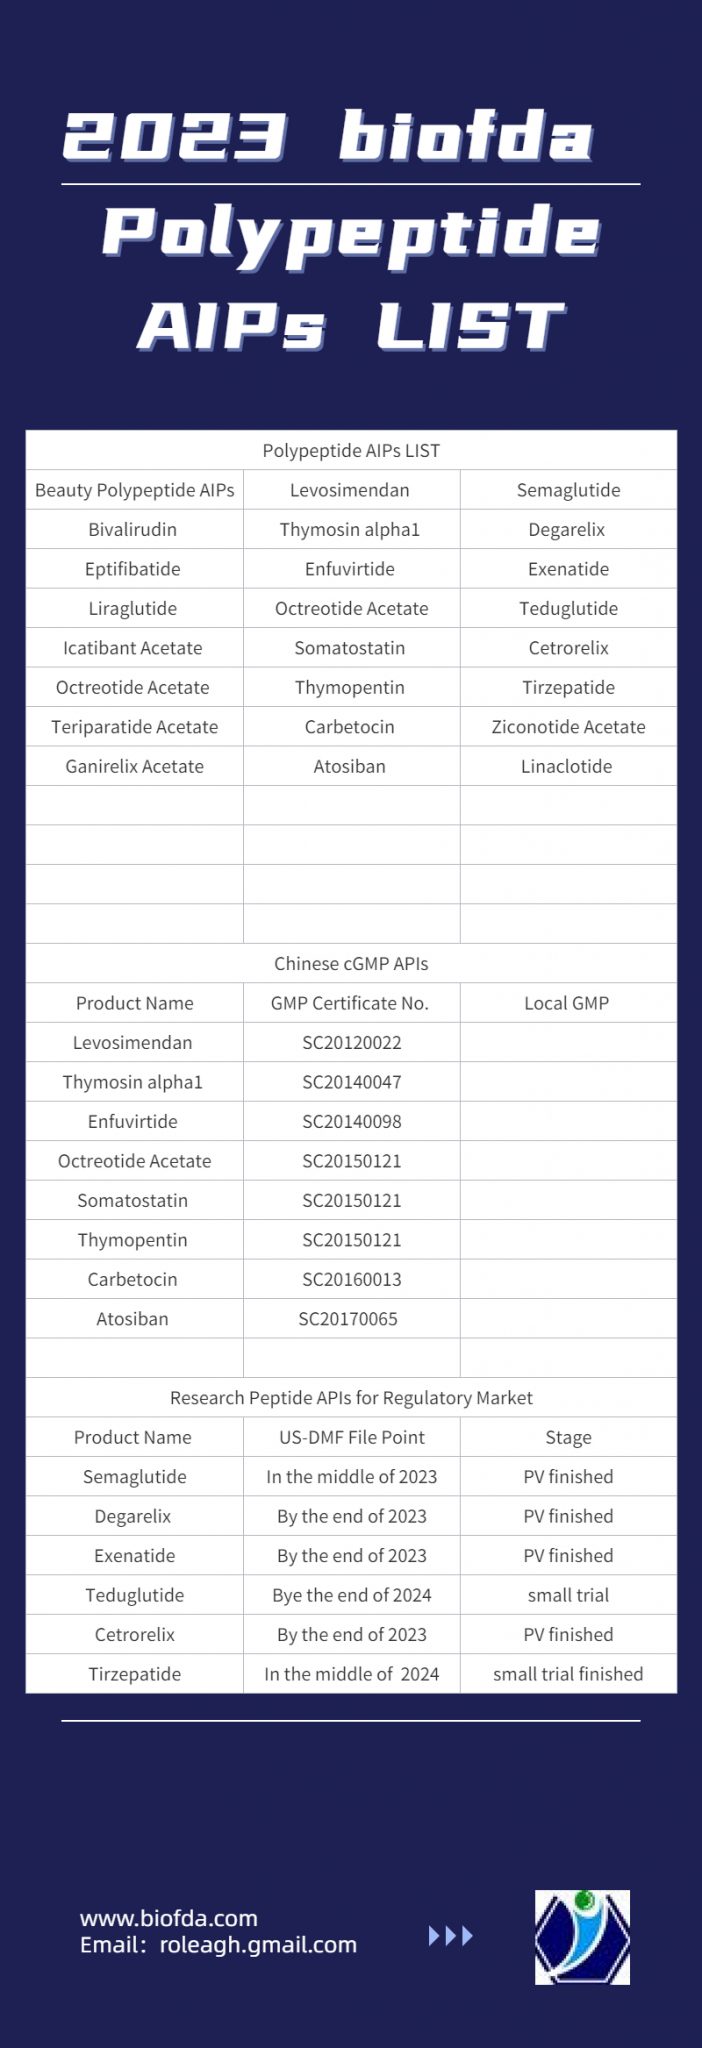 2023 biofda
Polypeptide
AIPs LIST
Polypeptide AIPs LIST
Beauty Polypeptide AIPs Levosimendan Semaglutide
Bivalirudin Thymosin alpha1 Degarelix
Eptifibatide Enfuvirtide Exenatide
Liraglutide Octreotide Acetate Teduglutide
Icatibant Acetate Somatostatin Cetrorelix
Octreotide Acetate Thymopentin Tirzepatide
Teriparatide Acetate Carbetocin Ziconotide Acetate
Ganirelix Acetate Atosiban Linaclotide
Chinese cGMP APIs
Product Name GMP Certificate No. Local GMP
Levosimendan SC20120022
Thymosin alpha1 SC20140047
Enfuvirtide SC20140098
Octreotide Acetate SC20150121
Somatostatin SC20150121
Thymopentin SC20150121
Carbetocin SC20160013
Atosiban SC20170065
Research Peptide APIs for Regulatory Market
Product Name US-DMF File Point Stage
Semaglutide In the middle of 2023 PV finished
Degarelix By the end of 2023 PV finished
Exenatide By the end of 2023 PV finished
Teduglutide Bye the end of 2024 small trial
Cetrorelix By the end of 2023 PV finished
Tirzepatide In the middle of 2024 small trial finished
www.biofda.com
Email：roleagh.gmail.com